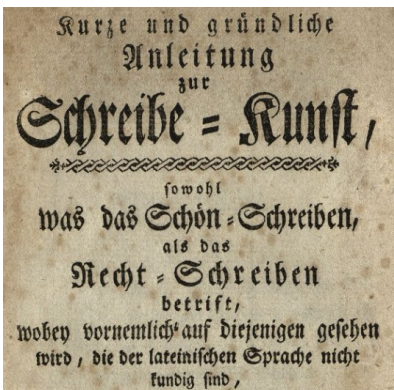 Kurze und gründliche
Anleitung
zur
Schreibe = Kunst,
sowohl
was das Schön = Schreiben,
als das
Recht = Schreiben
betrift,
wobey vornemlich auf diejenigen gesehen
wird, die der lateinischen Sprache nicht
kundig sind,